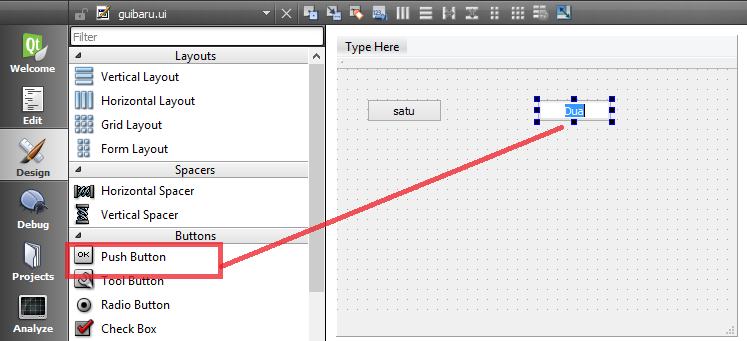 guibaru.ui
Qt
Welcome
Edit
Design
Debug
Projects
Analyze
Filter
Layouts
Vertical Layout
Horizontal Layout
Grid Layout
Form Layout
Spacers
Horizontal Spacer
Vertical Spacer
Buttons
OK Push Button
Tool Button
Radio Button
Check Box
Type Here
satu
Dua